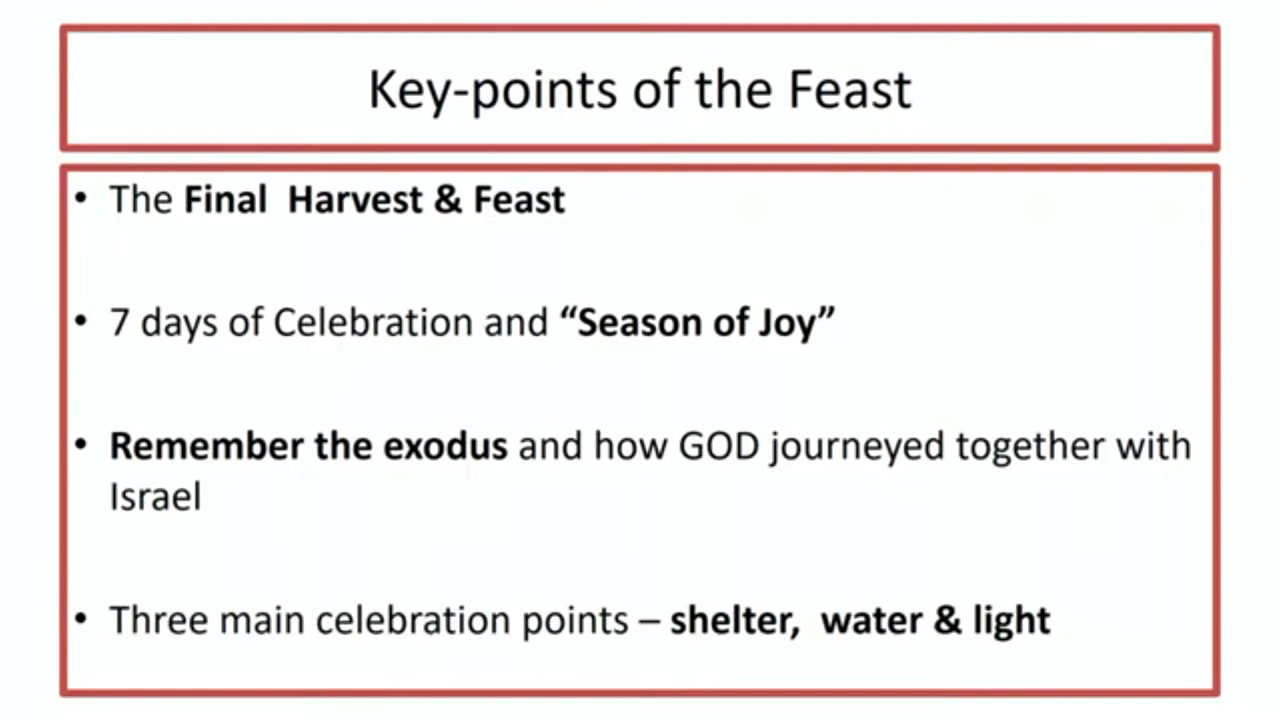 Key-points of the Feast
• The Final  Harvest & Feast
• 7 days of Celebration and “Season of Joy”
• Remember the exodus and how GOD journeyed together with
Israel
• Three main celebration points – shelter,  water & light